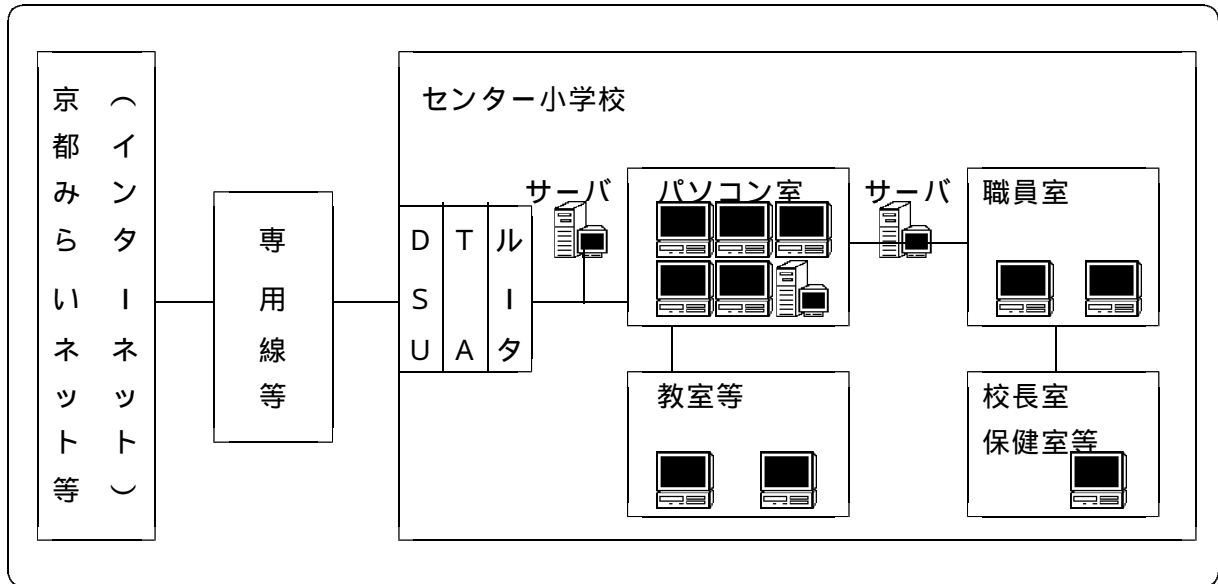 京都みらいネット等
（インターネット）
専用線等
センター小学校
DSU
TA
ルータ
サーバ
パソコン室
サーバ
職員室
教室等
校長室
保健室等